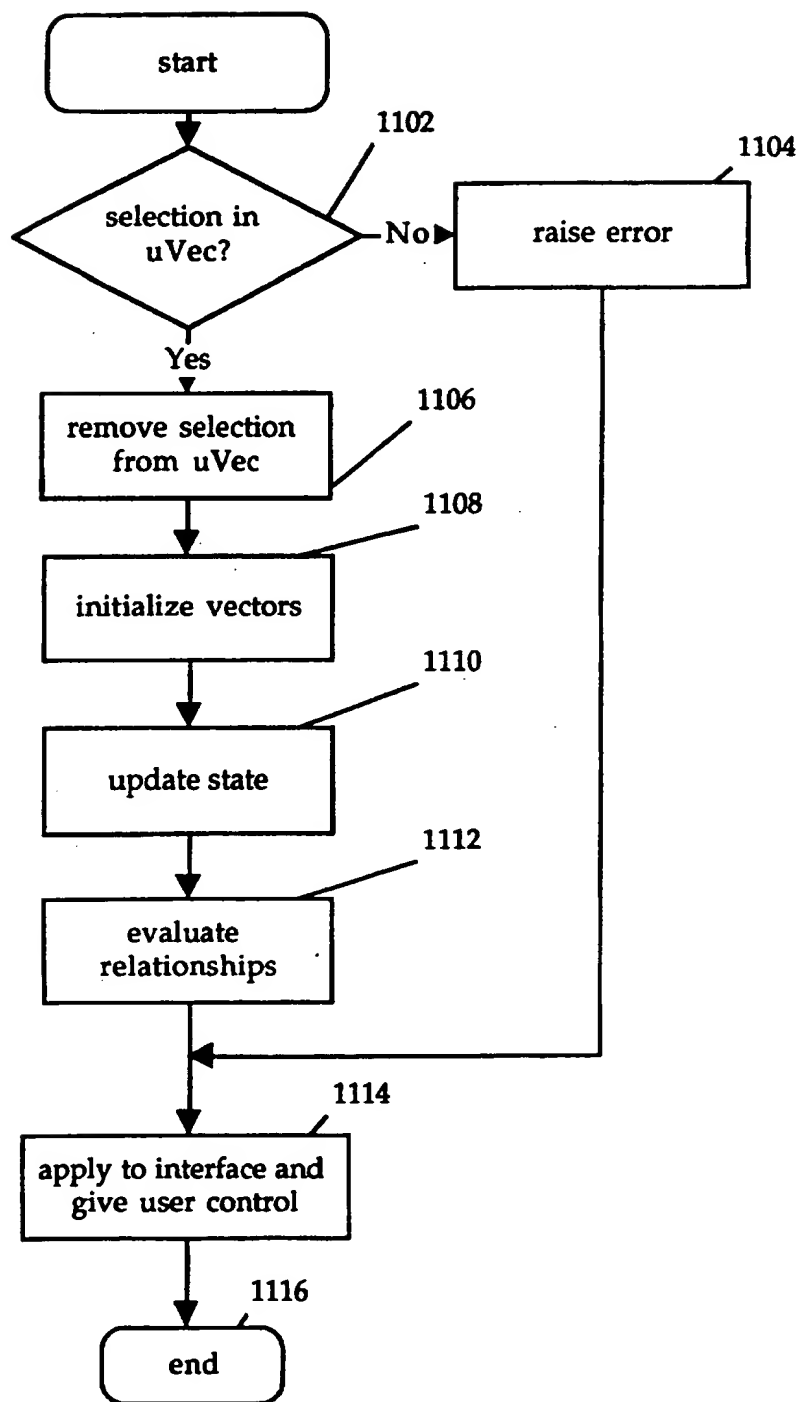 start
1102
1104
selection in
uVec?
No
raise error
Yes
1106
remove selection
from uVec
1108
initialize vectors
1110
update state
1112
evaluate
relationships
1114
apply to interface and
give user control
1116
end